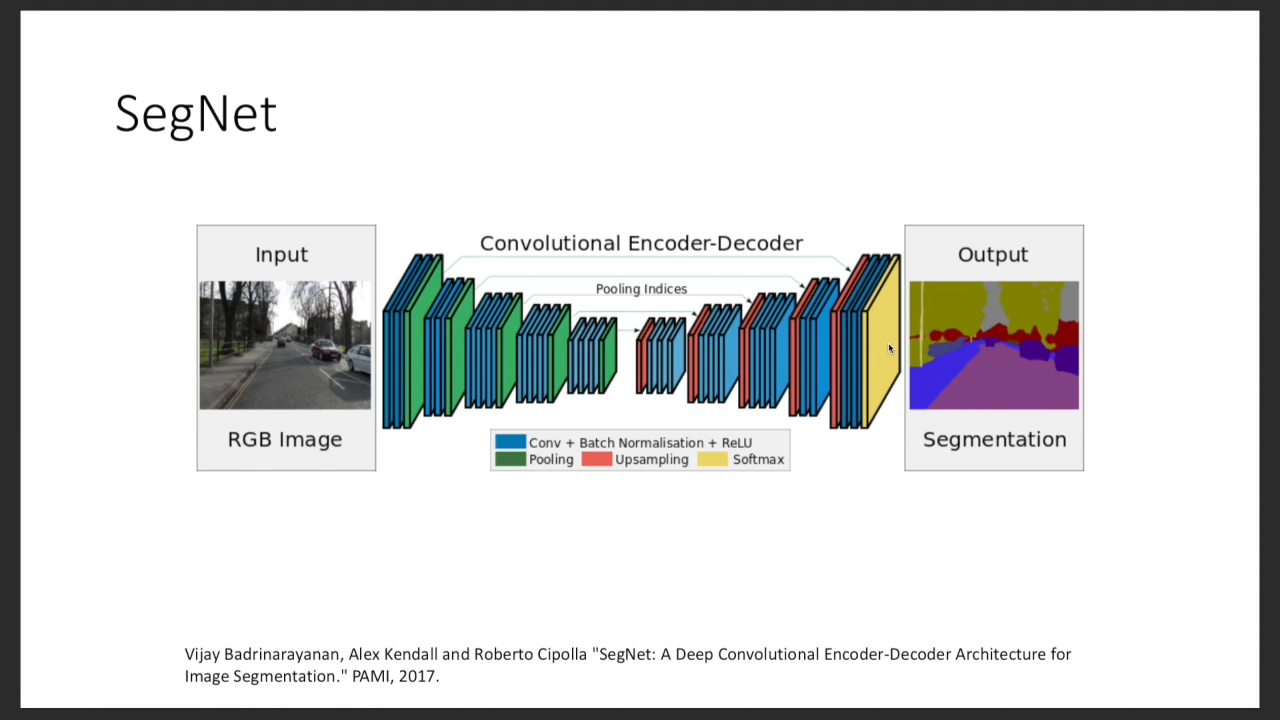 SegNet
Input
Convolutional Encoder-Decoder
Output
Pooling Indices
RGB Image
Segmentation
Conv + Batch Normalisation + ReLU
Pooling Upsampling Softmax
Vijay Badrinarayanan, Alex Kendall and Roberto Cipolla "SegNet: A Deep Convolutional Encoder-Decoder Architecture for
Image Segmentation." PAMI, 2017.